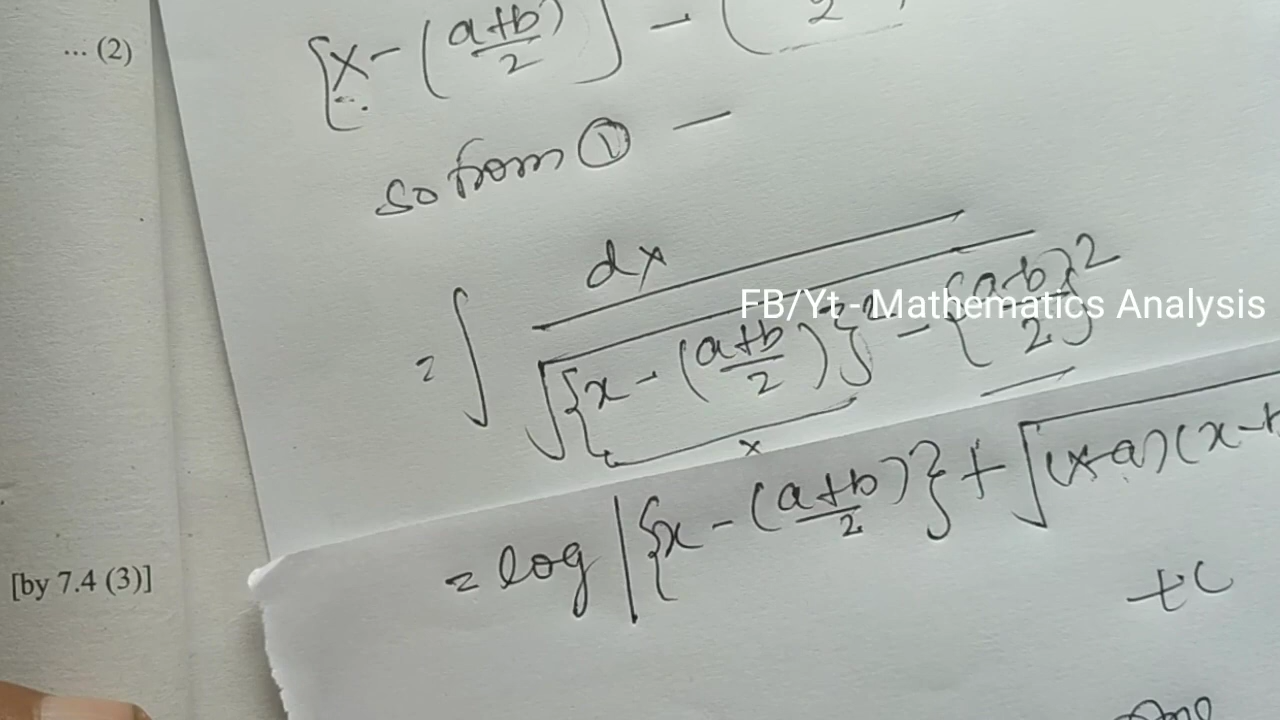 ... (2)
{x - (a+b)/2} - (2
so from ① —
= ∫ dx / √{x - (a+b/2)}² - {a-b/2}²
x
FB/Yt - Mathematics Analysis
= log |{x - (a+b/2)} + √(x-a)(x-
+c
[by 7.4 (3)]